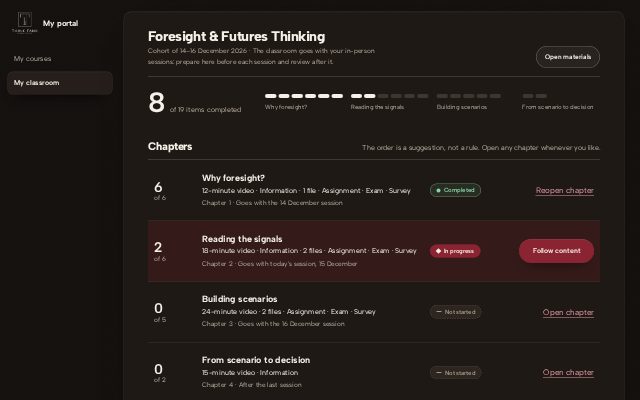 My portal
My courses
My classroom
Foresight & Futures Thinking
Cohort of 14–16 December 2026 · The classroom goes with your in-person
sessions: prepare here before each session and review after it.
Open materials
8 of 19 items completed
Why foresight?
Reading the signals
Building scenarios
From scenario to decision
Chapters
The order is a suggestion, not a rule. Open any chapter whenever you like.
6
of 6
Why foresight?
12-minute video · Information · 1 file · Assignment · Exam · Survey
Chapter 1 · Goes with the 14 December session
Completed
Reopen chapter
2
of 6
Reading the signals
18-minute video · Information · 2 files · Assignment · Exam · Survey
Chapter 2 · Goes with today's session, 15 December
In progress
Follow content
0
of 5
Building scenarios
24-minute video · 2 files · Assignment · Exam · Survey
Chapter 3 · Goes with the 16 December session
Not started
Open chapter
0
of 2
From scenario to decision
15-minute video · Information
Chapter 4 · After the last session
Not started
Open chapter